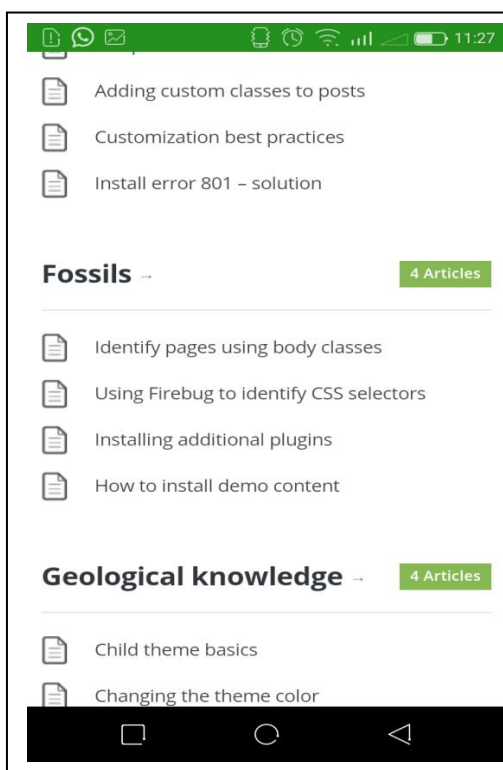 11:27
Adding custom classes to posts
Customization best practices
Install error 801 – solution
Fossils →
4 Articles
Identify pages using body classes
Using Firebug to identify CSS selectors
Installing additional plugins
How to install demo content
Geological knowledge →
4 Articles
Child theme basics
Changing the theme color